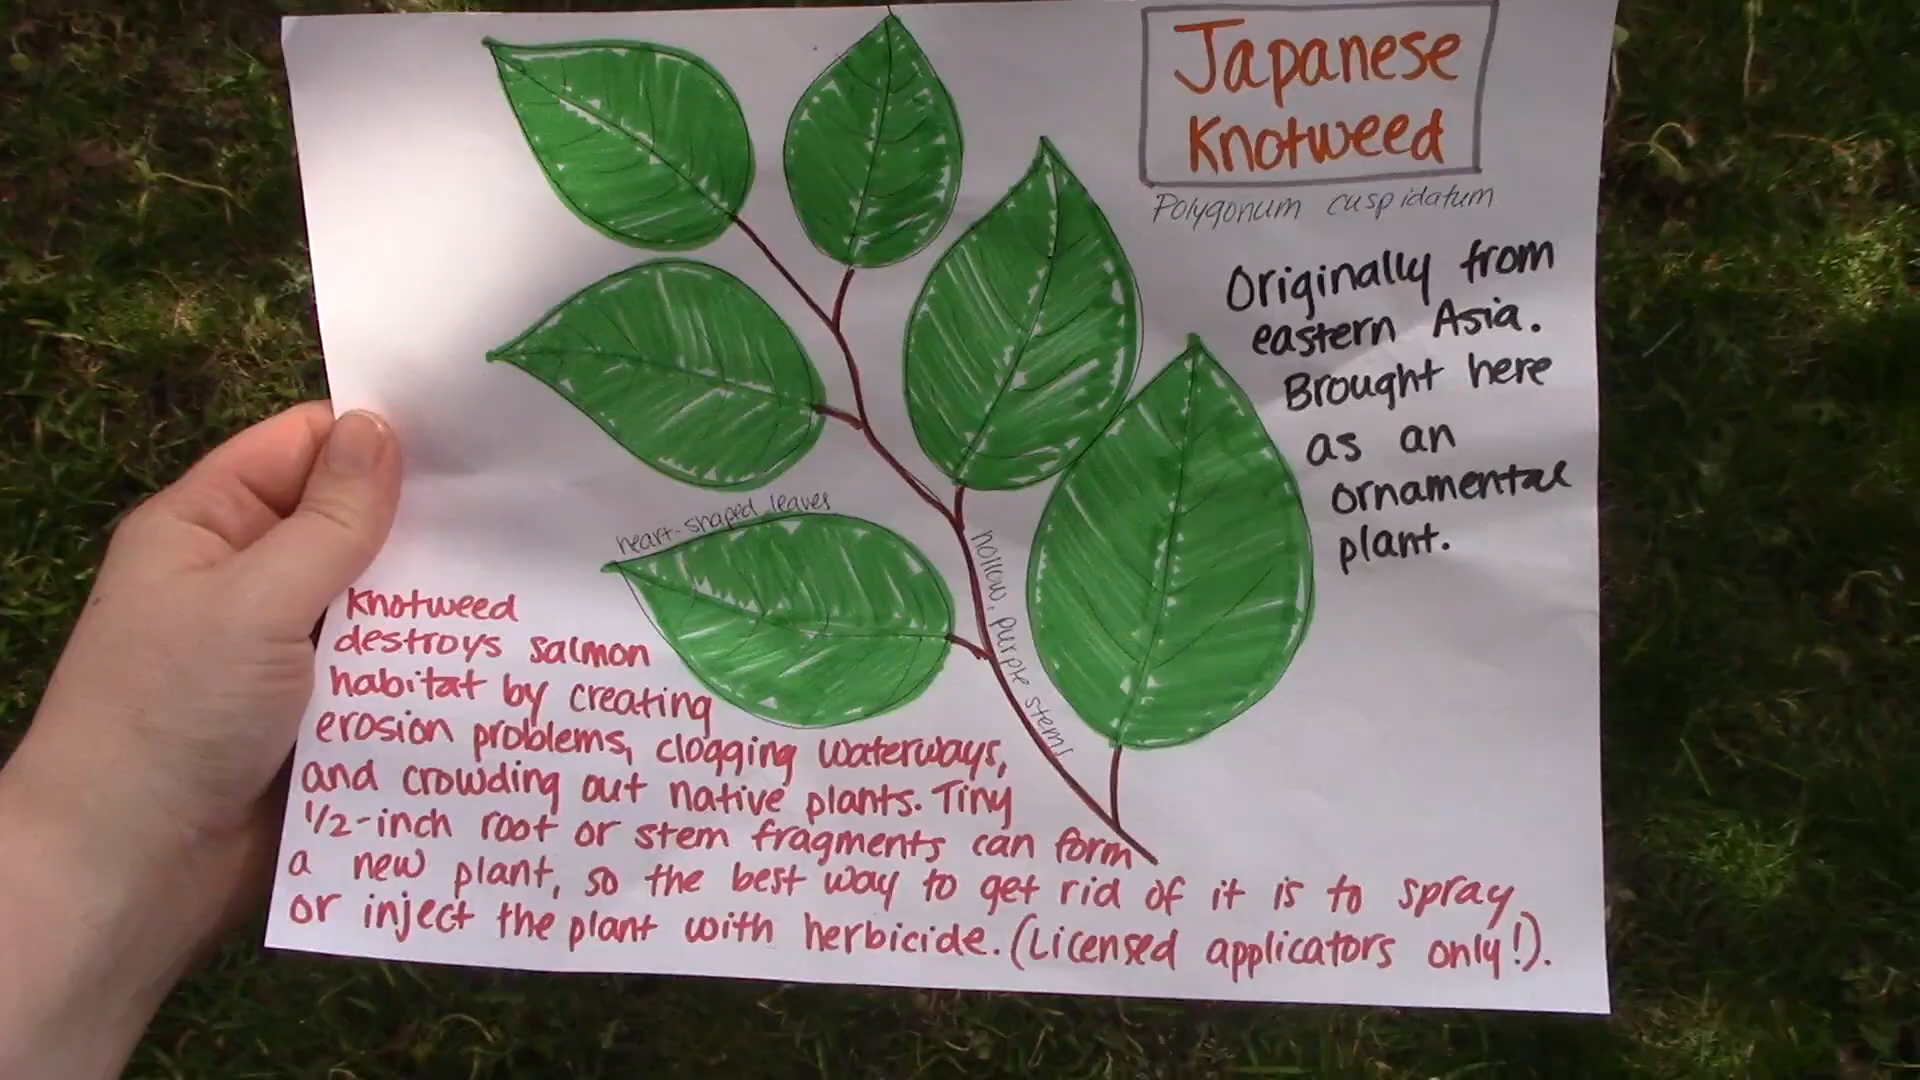 Japanese
Knotweed
Polygonum cuspidatum
Originally from
eastern Asia.
Brought here
as an
ornamental
plant.
heart-shaped leaves
hollow, purple stems
Knotweed
destroys salmon
habitat by creating
erosion problems, clogging waterways,
and crowding out native plants. Tiny
1/2-inch root or stem fragments can form
a new plant, so the best way to get rid of it is to spray
or inject the plant with herbicide. (Licensed applicators only!).